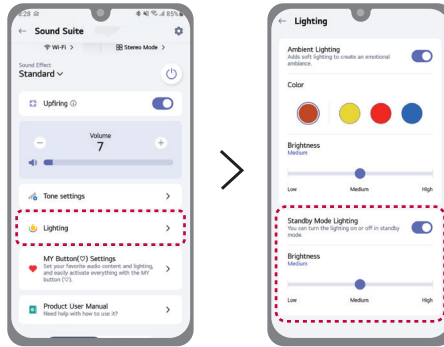 8:28
85%
← Sound Suite
Wi-Fi >
Stereo Mode >
Sound Effect
Standard
Upfiring
Volume
7
Tone settings >
Lighting >
MY Button(♡) Settings
Set your favorite audio content and lighting,
and easily activate everything with the MY
button (♡).
Product User Manual
Need help with how to use it?
>
← Lighting
Ambient Lighting
Adds soft lighting to create an emotional
ambiance.
Color
Brightness
Medium
Low Medium High
Standby Mode Lighting
You can turn the lighting on or off in standby
mode.
Brightness
Medium
Low Medium High